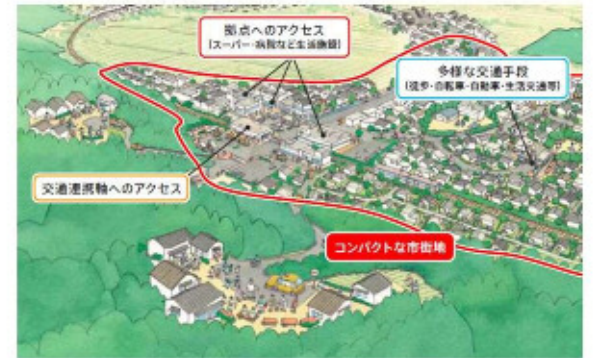 拠点へのアクセス
(スーパー・病院など生活施設)
多様な交通手段
(徒歩・自転車・自動車・生活交通等)
交通連携軸へのアクセス
コンパクトな市街地